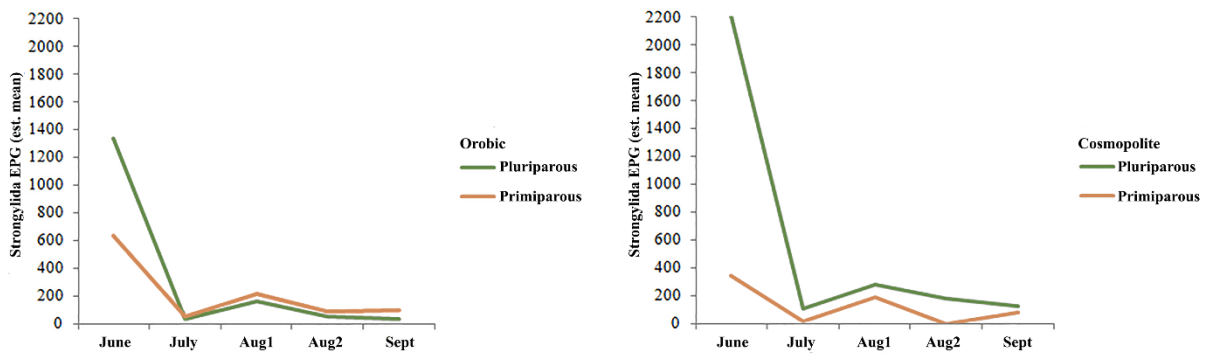 Strongylida EPG (est. mean)
2200
2000
1800
1600
1400
1200
1000
800
600
400
200
0
June July Aug1 Aug2 Sept
Orobic
Pluriparous
Primiparous
Strongylida EPG (est. mean)
2200
2000
1800
1600
1400
1200
1000
800
600
400
200
0
June July Aug1 Aug2 Sept
Cosmopolite
Pluriparous
Primiparous